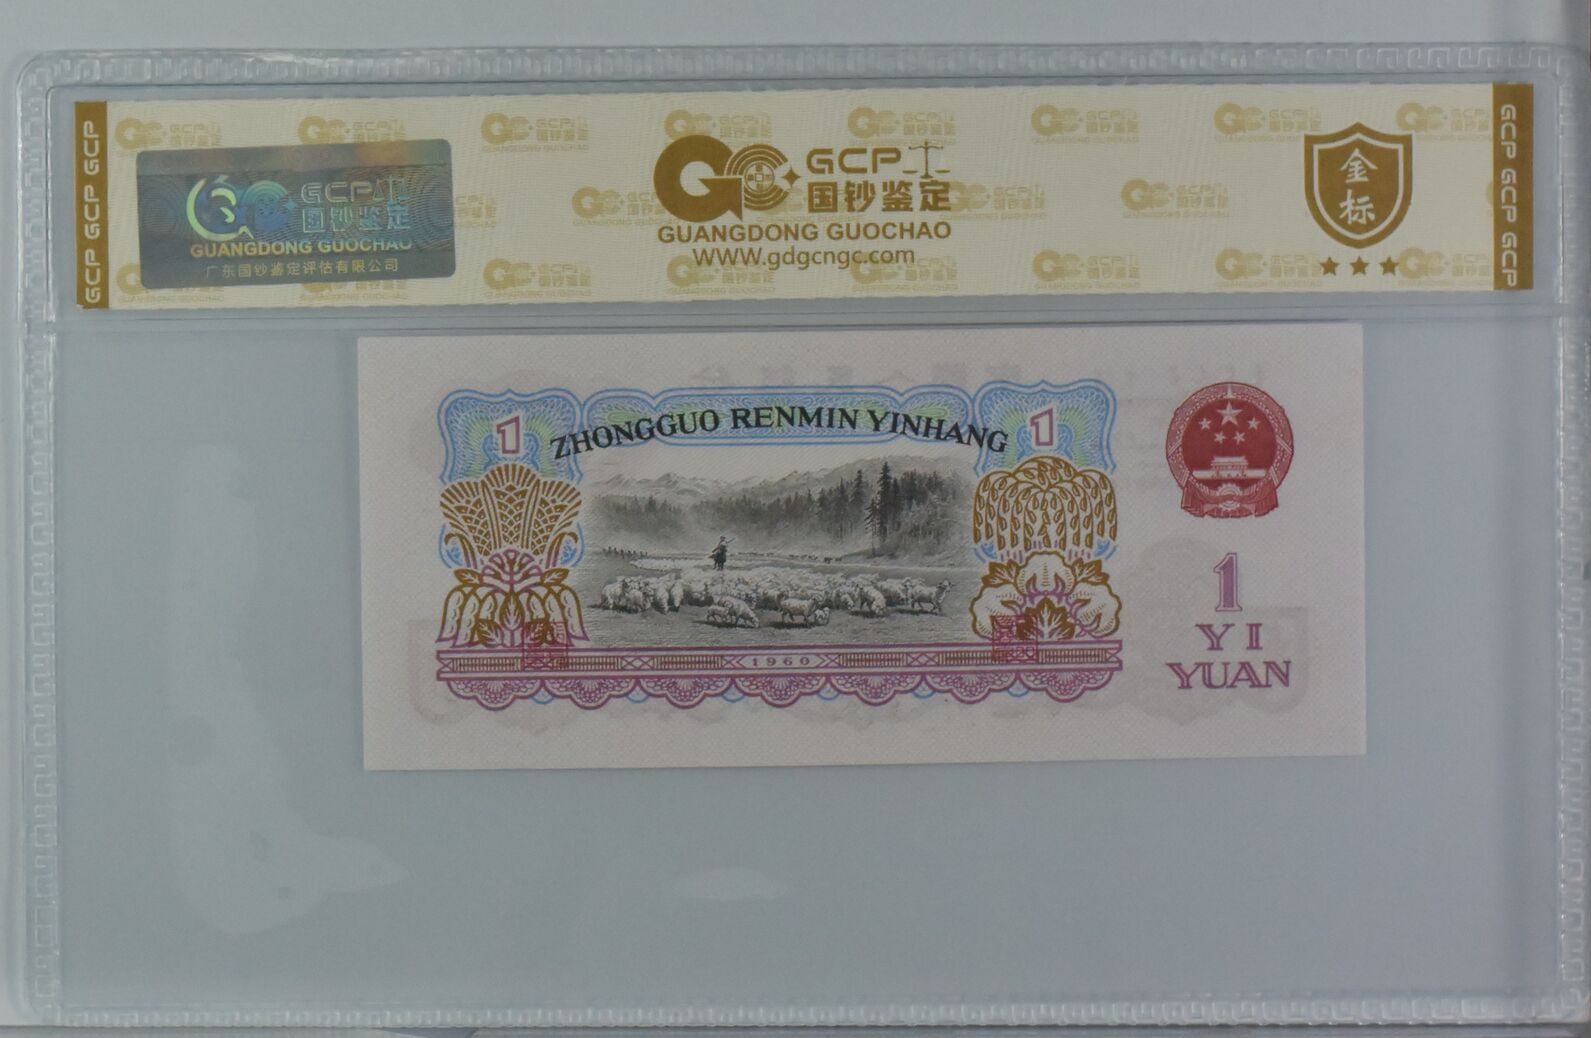 GCP GCP GCP
GCP
国钞鉴定
GUANGDONG GUOCHAO
广东国钞鉴定评估有限公司
GCP
国钞鉴定
GUANGDONG GUOCHAO
WWW.gdgcngc.com
金标
GCP GCP GCP
ZHONGGUO RENMIN YINHANG
1
1
1960
1
YI
YUAN